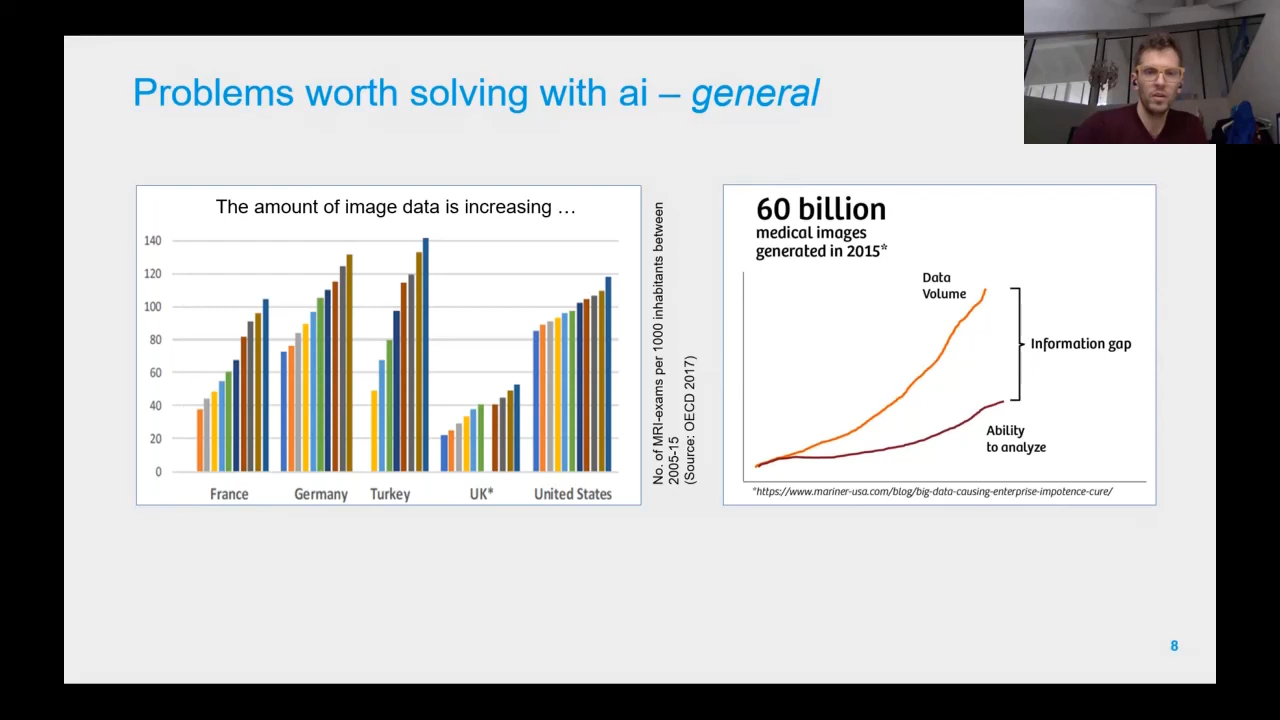 Problems worth solving with ai – general
The amount of image data is increasing …
140
120
100
80
60
40
20
0
France
Germany
Turkey
UK*
United States
No. of MRI-exams per 1000 inhabitants between
2005-15
(Source: OECD 2017)
60 billion
medical images
generated in 2015*
Data
Volume
Information gap
Ability
to analyze
*https://www.mariner-usa.com/blog/big-data-causing-enterprise-impotence-cure/
8